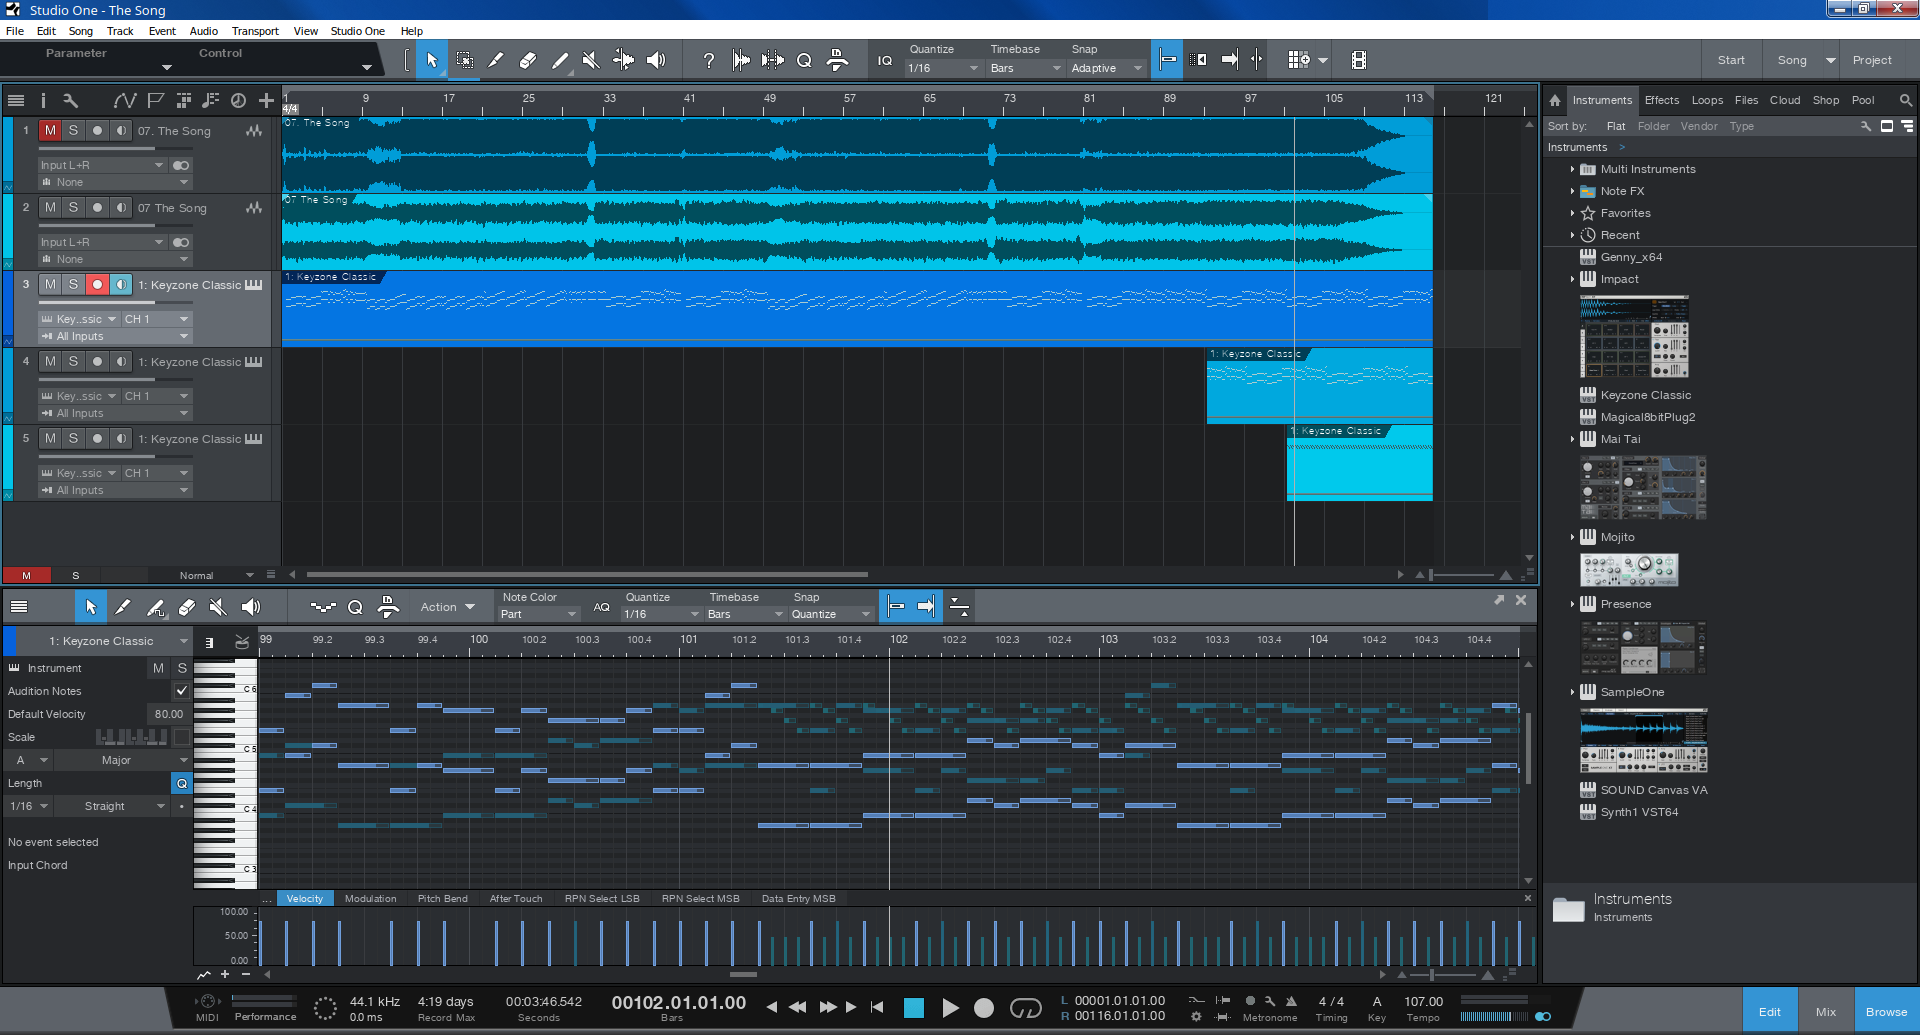 Studio One - The Song
File Edit Song Track Event Audio Transport View Studio One Help
Parameter Control
IQ Quantize 1/16 Timebase Bars Snap Adaptive
Start Song Project
1 9 17 25 33 41 49 57 65 73 81 89 97 105 113 121
4/4
1 M S 07. The Song
Input L+R
None
2 M S 07 The Song
Input L+R
None
3 M S 1: Keyzone Classic
Key..ssic CH 1
All Inputs
4 M S 1: Keyzone Classic
Key..ssic CH 1
All Inputs
5 M S 1: Keyzone Classic
Key..ssic CH 1
All Inputs
07. The Song
07 The Song
1: Keyzone Classic
1: Keyzone Classic
1: Keyzone Classic
M S Normal
Instruments Effects Loops Files Cloud Shop Pool
Sort by: Flat Folder Vendor Type
Instruments >
Multi Instruments
Note FX
Favorites
Recent
Genny_x64
Impact
Keyzone Classic
Magical8bitPlug2
Mai Tai
Mojito
Presence
SampleOne
SOUND Canvas VA
Synth1 VST64
Instruments
Instruments
Action
Note Color Part
AQ Quantize 1/16 Timebase Bars Snap Quantize
1: Keyzone Classic
99 99.2 99.3 99.4 100 100.2 100.3 100.4 101 101.2 101.3 101.4 102 102.2 102.3 102.4 103 103.2 103.3 103.4 104 104.2 104.3 104.4
Instrument M S
Audition Notes
Default Velocity 80.00
Scale
A Major
Length Q
1/16 Straight
No event selected
Input Chord
C 6
C 5
C 4
C 3
... Velocity Modulation Pitch Bend After Touch RPN Select LSB RPN Select MSB Data Entry MSB
100.00
50.00
0.00
MIDI Performance
44.1 kHz
0.0 ms
4:19 days
Record Max
00:03:46.542
Seconds
00102.01.01.00
Bars
L 00001.01.01.00
R 00116.01.01.00
Metronome
4 / 4
Timing
A
Key
107.00
Tempo
Edit Mix Browse